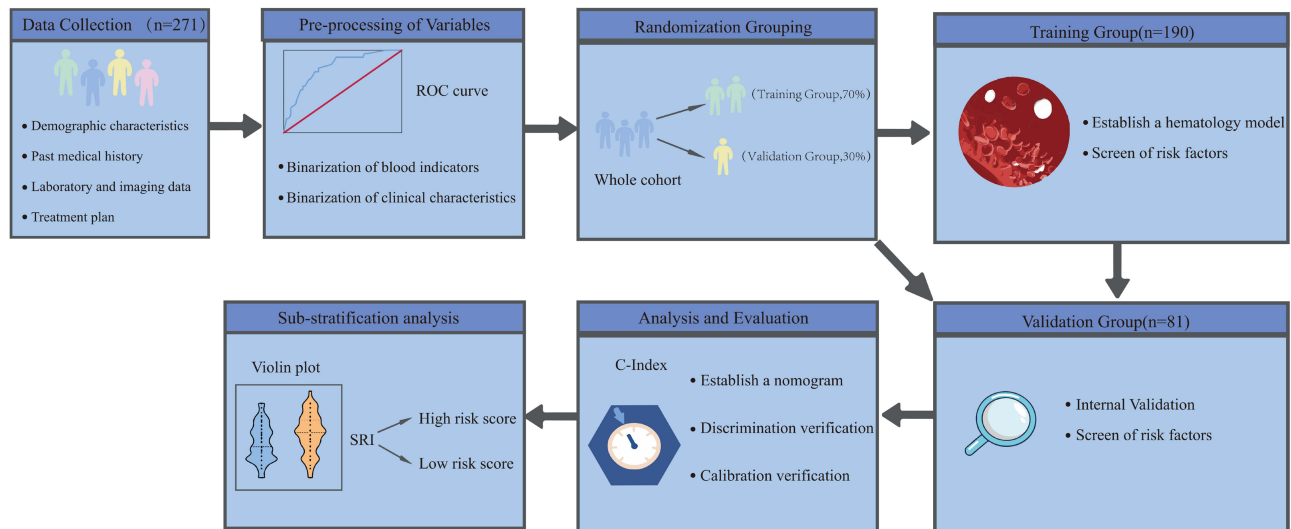 Data Collection （n=271）
• Demographic characteristics
• Past medical history
• Laboratory and imaging data
• Treatment plan
Pre-processing of Variables
ROC curve
• Binarization of blood indicators
• Binarization of clinical characteristics
Randomization Grouping
（Training Group,70%）
（Validation Group,30%）
Whole cohort
Training Group(n=190)
• Establish a hematology model
• Screen of risk factors
Validation Group(n=81)
• Internal Validation
• Screen of risk factors
Analysis and Evaluation
C-Index
• Establish a nomogram
• Discrimination verification
• Calibration verification
Sub-stratification analysis
Violin plot
SRI
High risk score
Low risk score